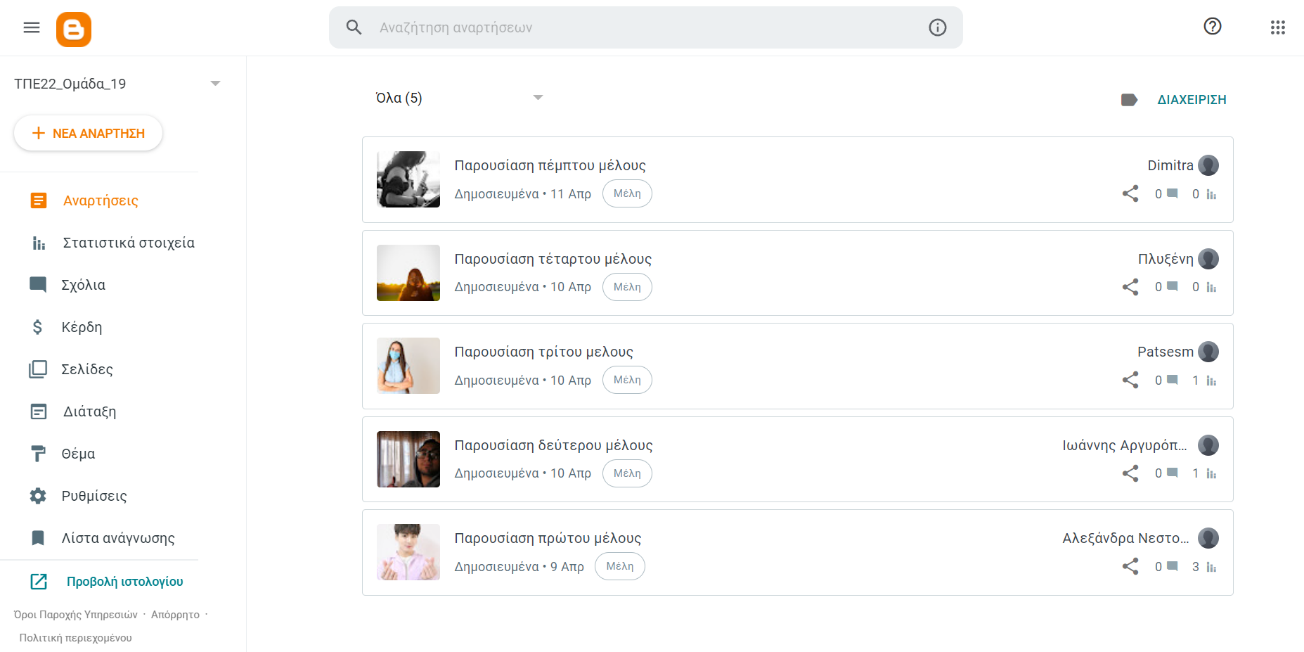 Αναζήτηση αναρτήσεων
ΤΠΕ22_Ομάδα_19
ΝΕΑ ΑΝΑΡΤΗΣΗ
Αναρτήσεις
Στατιστικά στοιχεία
Σχόλια
Κέρδη
Σελίδες
Διάταξη
Θέμα
Ρυθμίσεις
Λίστα ανάγνωσης
Προβολή ιστολογίου
Όροι Παροχής Υπηρεσιών · Απόρρητο ·
Πολιτική περιεχομένου
Όλα (5)
ΔΙΑΧΕΙΡΙΣΗ
Παρουσίαση πέμπτου μέλους
Dimitra
Δημοσιευμένα • 11 Απρ Μέλη
0 0
Παρουσίαση τέταρτου μέλους
Πλυξένη
Δημοσιευμένα • 10 Απρ Μέλη
0 0
Παρουσίαση τρίτου μελους
Patsesm
Δημοσιευμένα • 10 Απρ Μέλη
0 1
Παρουσίαση δεύτερου μέλους
Ιωάννης Αργυρόπ...
Δημοσιευμένα • 10 Απρ Μέλη
0 1
Παρουσίαση πρώτου μέλους
Αλεξάνδρα Νεστο...
Δημοσιευμένα • 9 Απρ Μέλη
0 3